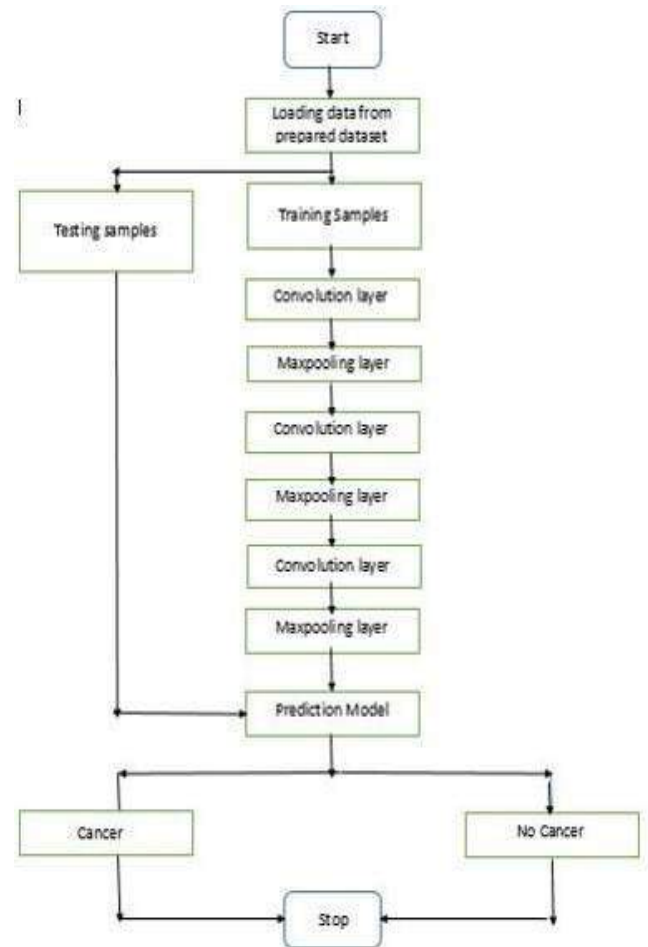 Start
Loading data from
prepared dataset
Testing samples
Training Samples
Convolution layer
Maxpooling layer
Convolution layer
Maxpooling layer
Convolution layer
Maxpooling layer
Prediction Model
Cancer
No Cancer
Stop